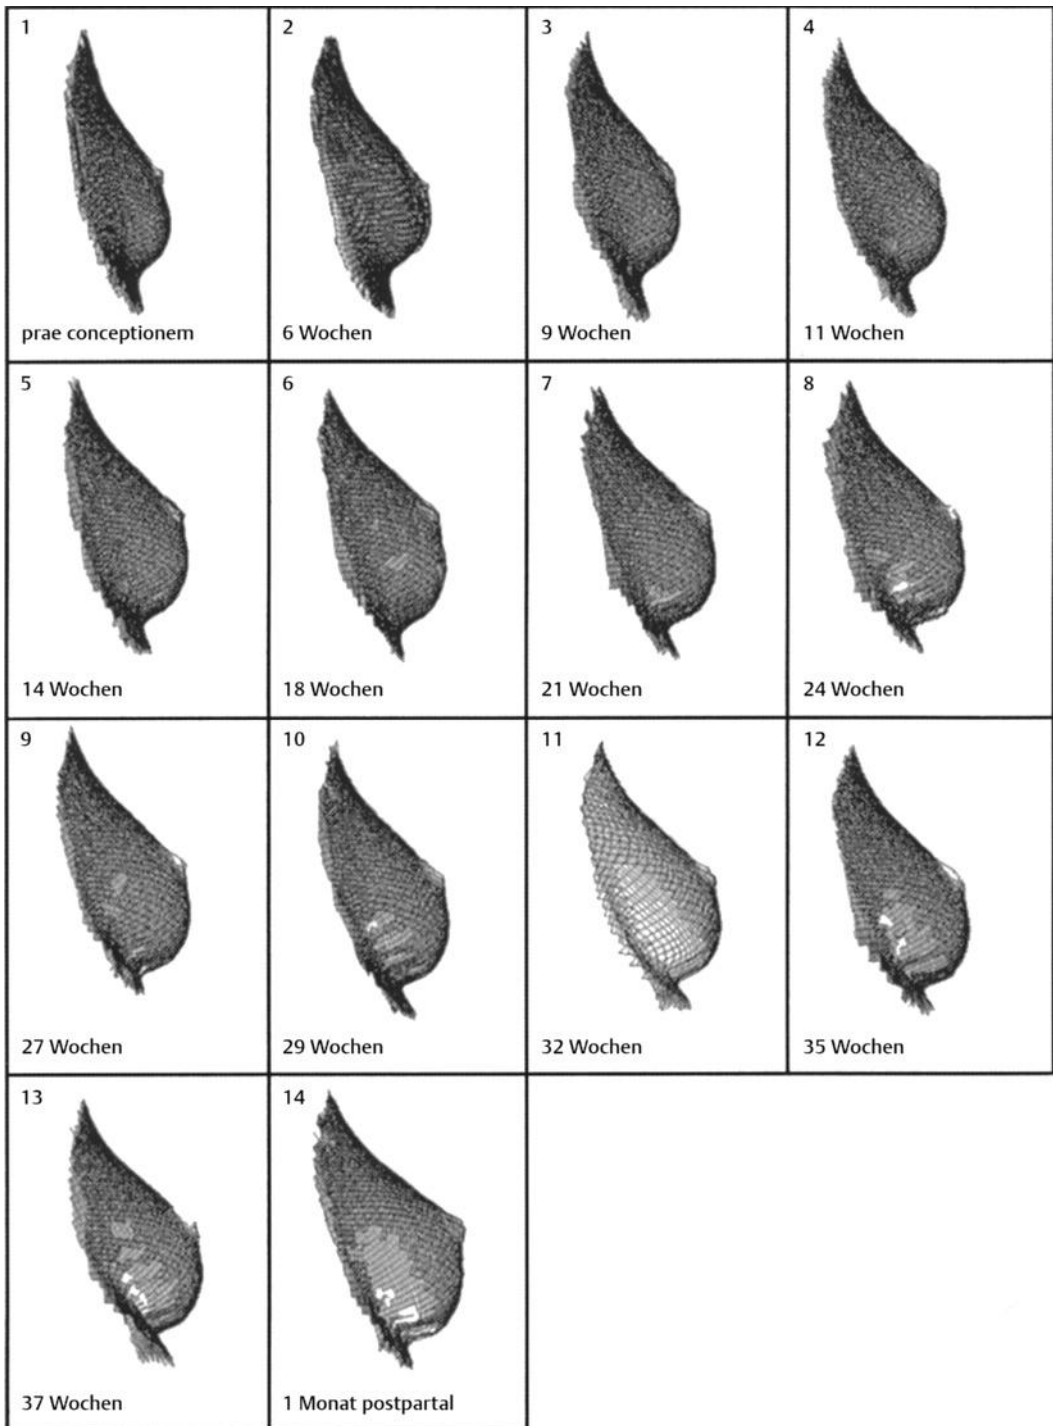 1
prae conceptionem
2
6 Wochen
3
9 Wochen
4
11 Wochen
5
14 Wochen
6
18 Wochen
7
21 Wochen
8
24 Wochen
9
27 Wochen
10
29 Wochen
11
32 Wochen
12
35 Wochen
13
37 Wochen
14
1 Monat postpartal